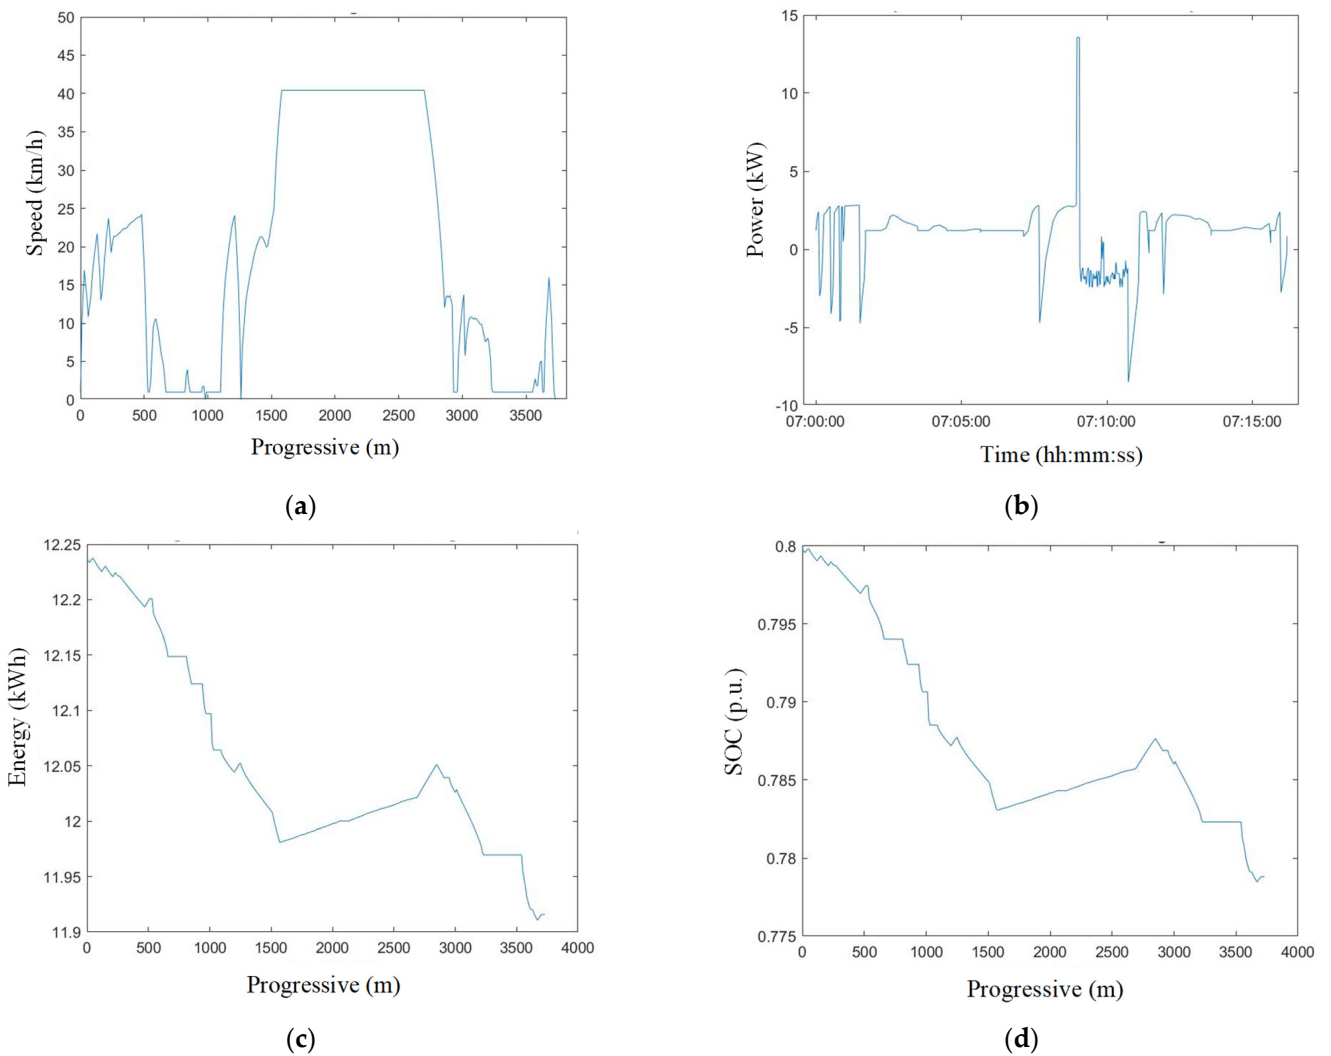 50
45
40
35
30
25
20
15
10
5
0
Speed (km/h)
0 500 1000 1500 2000 2500 3000 3500
Progressive (m)
(a)
15
10
5
0
-5
-10
Power (kW)
07:00:00 07:05:00 07:10:00 07:15:00
Time (hh:mm:ss)
(b)
12.25
12.2
12.15
12.1
12.05
12
11.95
11.9
Energy (kWh)
0 500 1000 1500 2000 2500 3000 3500 4000
Progressive (m)
(c)
0.8
0.795
0.79
0.785
0.78
0.775
SOC (p.u.)
0 500 1000 1500 2000 2500 3000 3500 4000
Progressive (m)
(d)